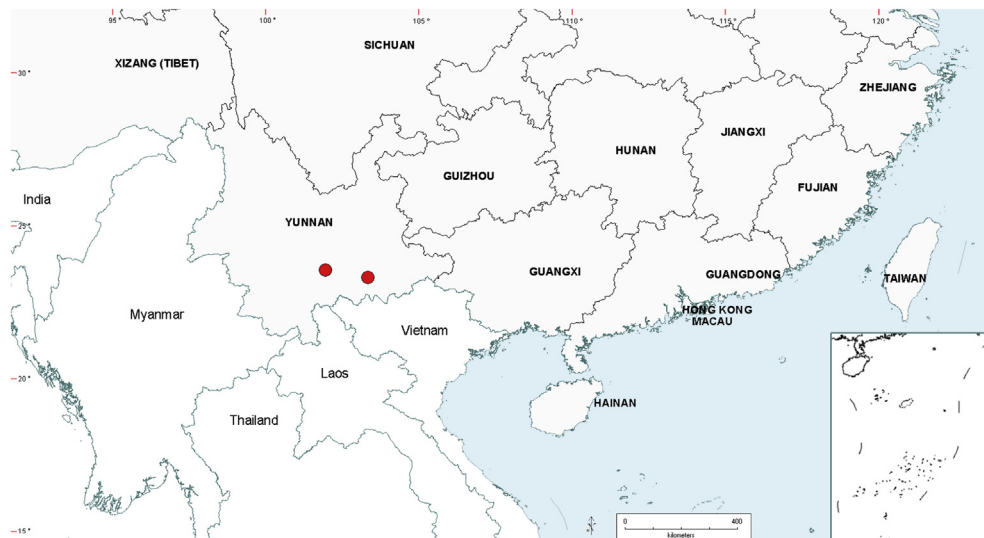 95° 100° 105° 110° 115° 120°
SICHUAN
XIZANG (TIBET)
30°
ZHEJIANG
JIANGXI
HUNAN
GUIZHOU
FUJIAN
India
YUNNAN
25°
GUANGXI
GUANGDONG
TAIWAN
HONG KONG
MACAU
Myanmar
Vietnam
Laos
20°
HAINAN
Thailand
0 400
kilometers
15°